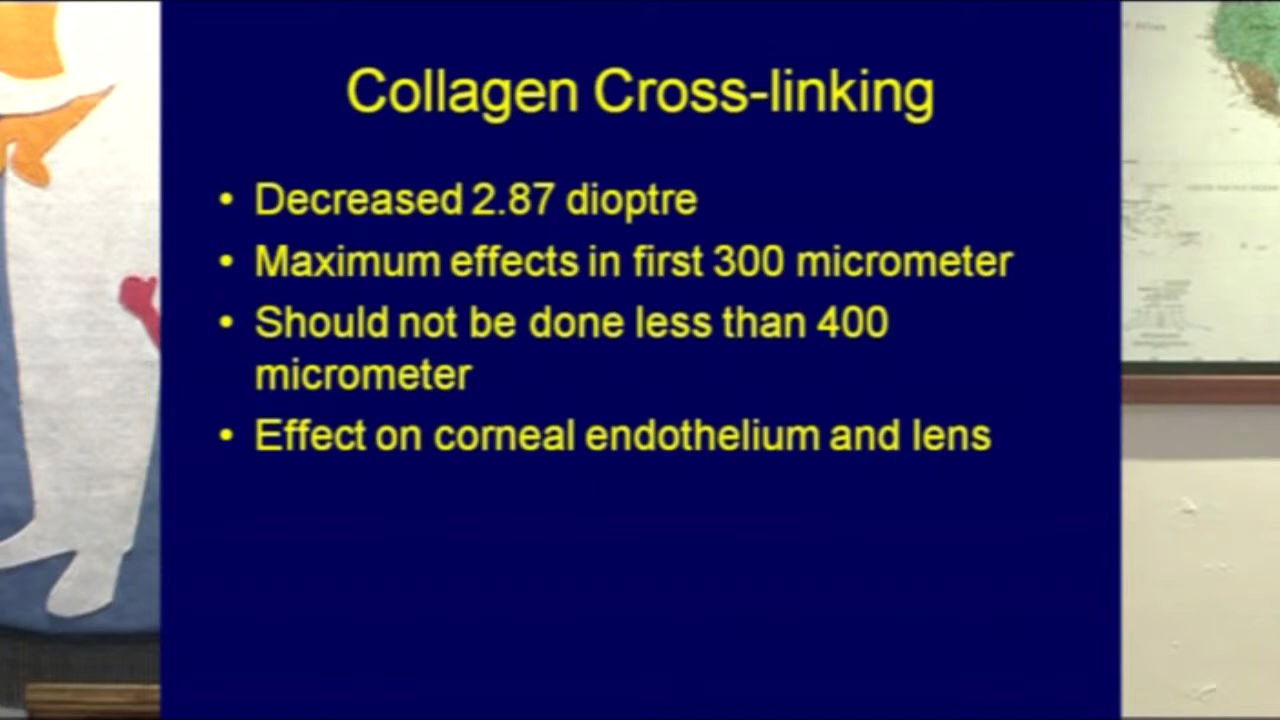 Collagen Cross-linking
• Decreased 2.87 dioptre
• Maximum effects in first 300 micrometer
• Should not be done less than 400
micrometer
• Effect on corneal endothelium and lens